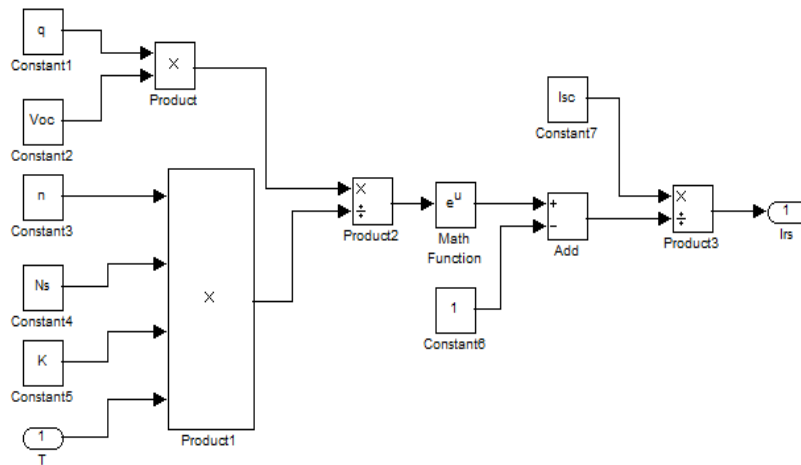 q
Constant1
×
Product
Voc
Constant2
n
Constant3
Ns
Constant4
K
Constant5
1
T
×
Product1
×
÷
Product2
e^u
Math
Function
1
Constant6
+
−
Add
Isc
Constant7
×
÷
Product3
1
Irs